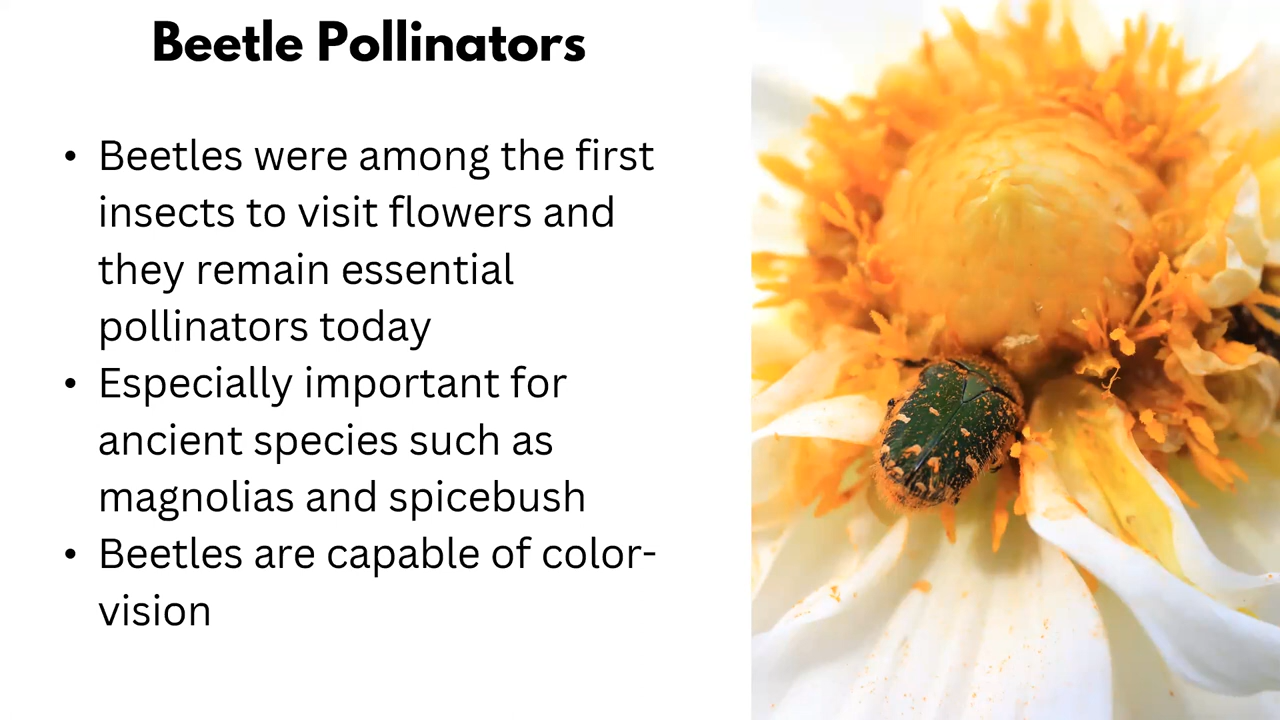 Beetle Pollinators
• Beetles were among the first
insects to visit flowers and
they remain essential
pollinators today
• Especially important for
ancient species such as
magnolias and spicebush
• Beetles are capable of color-
vision